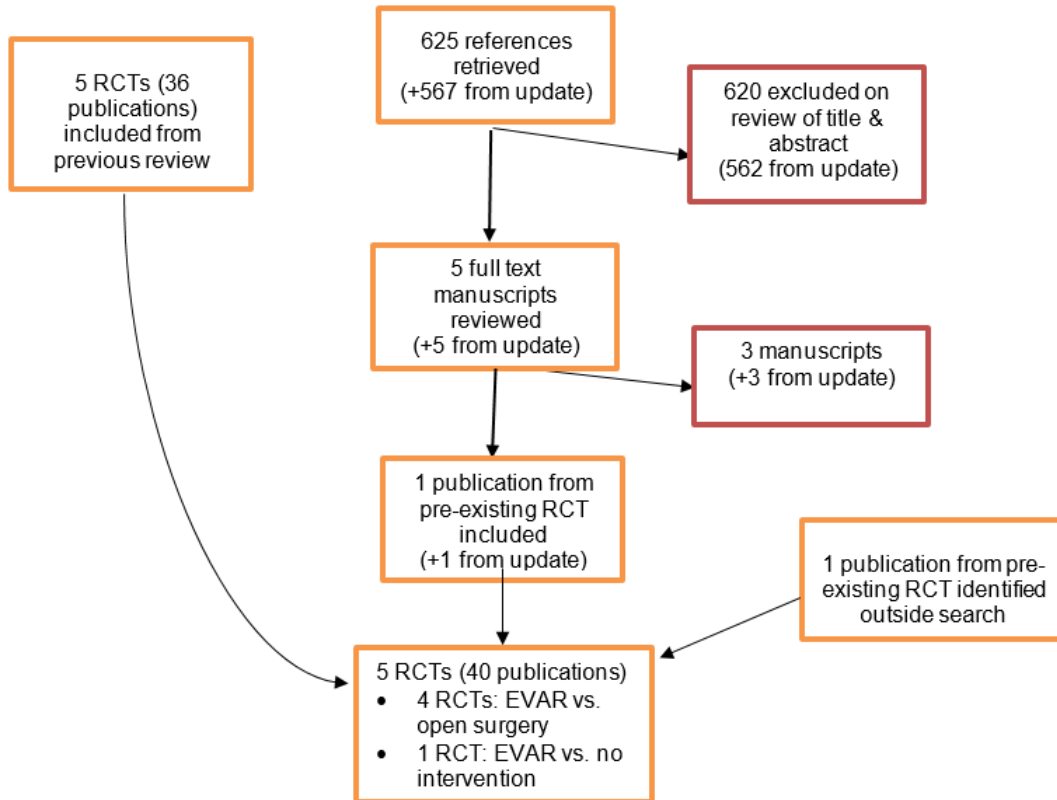 625 references
retrieved
(+567 from update)
5 RCTs (36
publications)
included from
previous review
620 excluded on
review of title &
abstract
(562 from update)
5 full text
manuscripts
reviewed
(+5 from update)
3 manuscripts
(+3 from update)
1 publication from
pre-existing RCT
included
(+1 from update)
1 publication from pre-
existing RCT identified
outside search
5 RCTs (40 publications)
• 4 RCTs: EVAR vs.
open surgery
• 1 RCT: EVAR vs. no
intervention